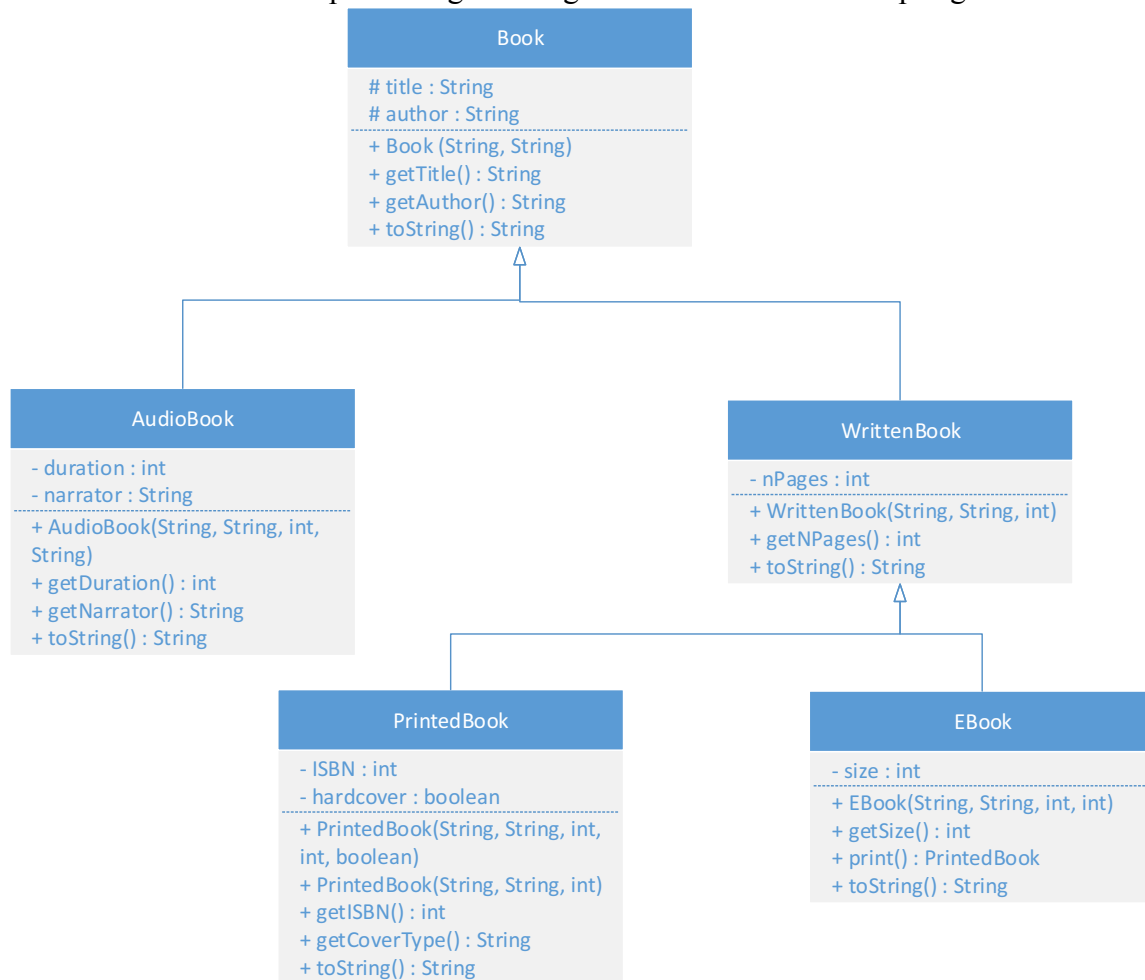 Book
# title : String
# author : String
+ Book (String, String)
+ getTitle() : String
+ getAuthor() : String
+ toString() : String
AudioBook
- duration : int
- narrator : String
+ AudioBook(String, String, int,
String)
+ getDuration() : int
+ getNarrator() : String
+ toString() : String
WrittenBook
- nPages : int
+ WrittenBook(String, String, int)
+ getNPages() : int
+ toString() : String
PrintedBook
- ISBN : int
- hardcover : boolean
+ PrintedBook(String, String, int,
int, boolean)
+ PrintedBook(String, String, int)
+ getISBN() : int
+ getCoverType() : String
+ toString() : String
EBook
- size : int
+ EBook(String, String, int, int)
+ getSize() : int
+ print() : PrintedBook
+ toString() : String